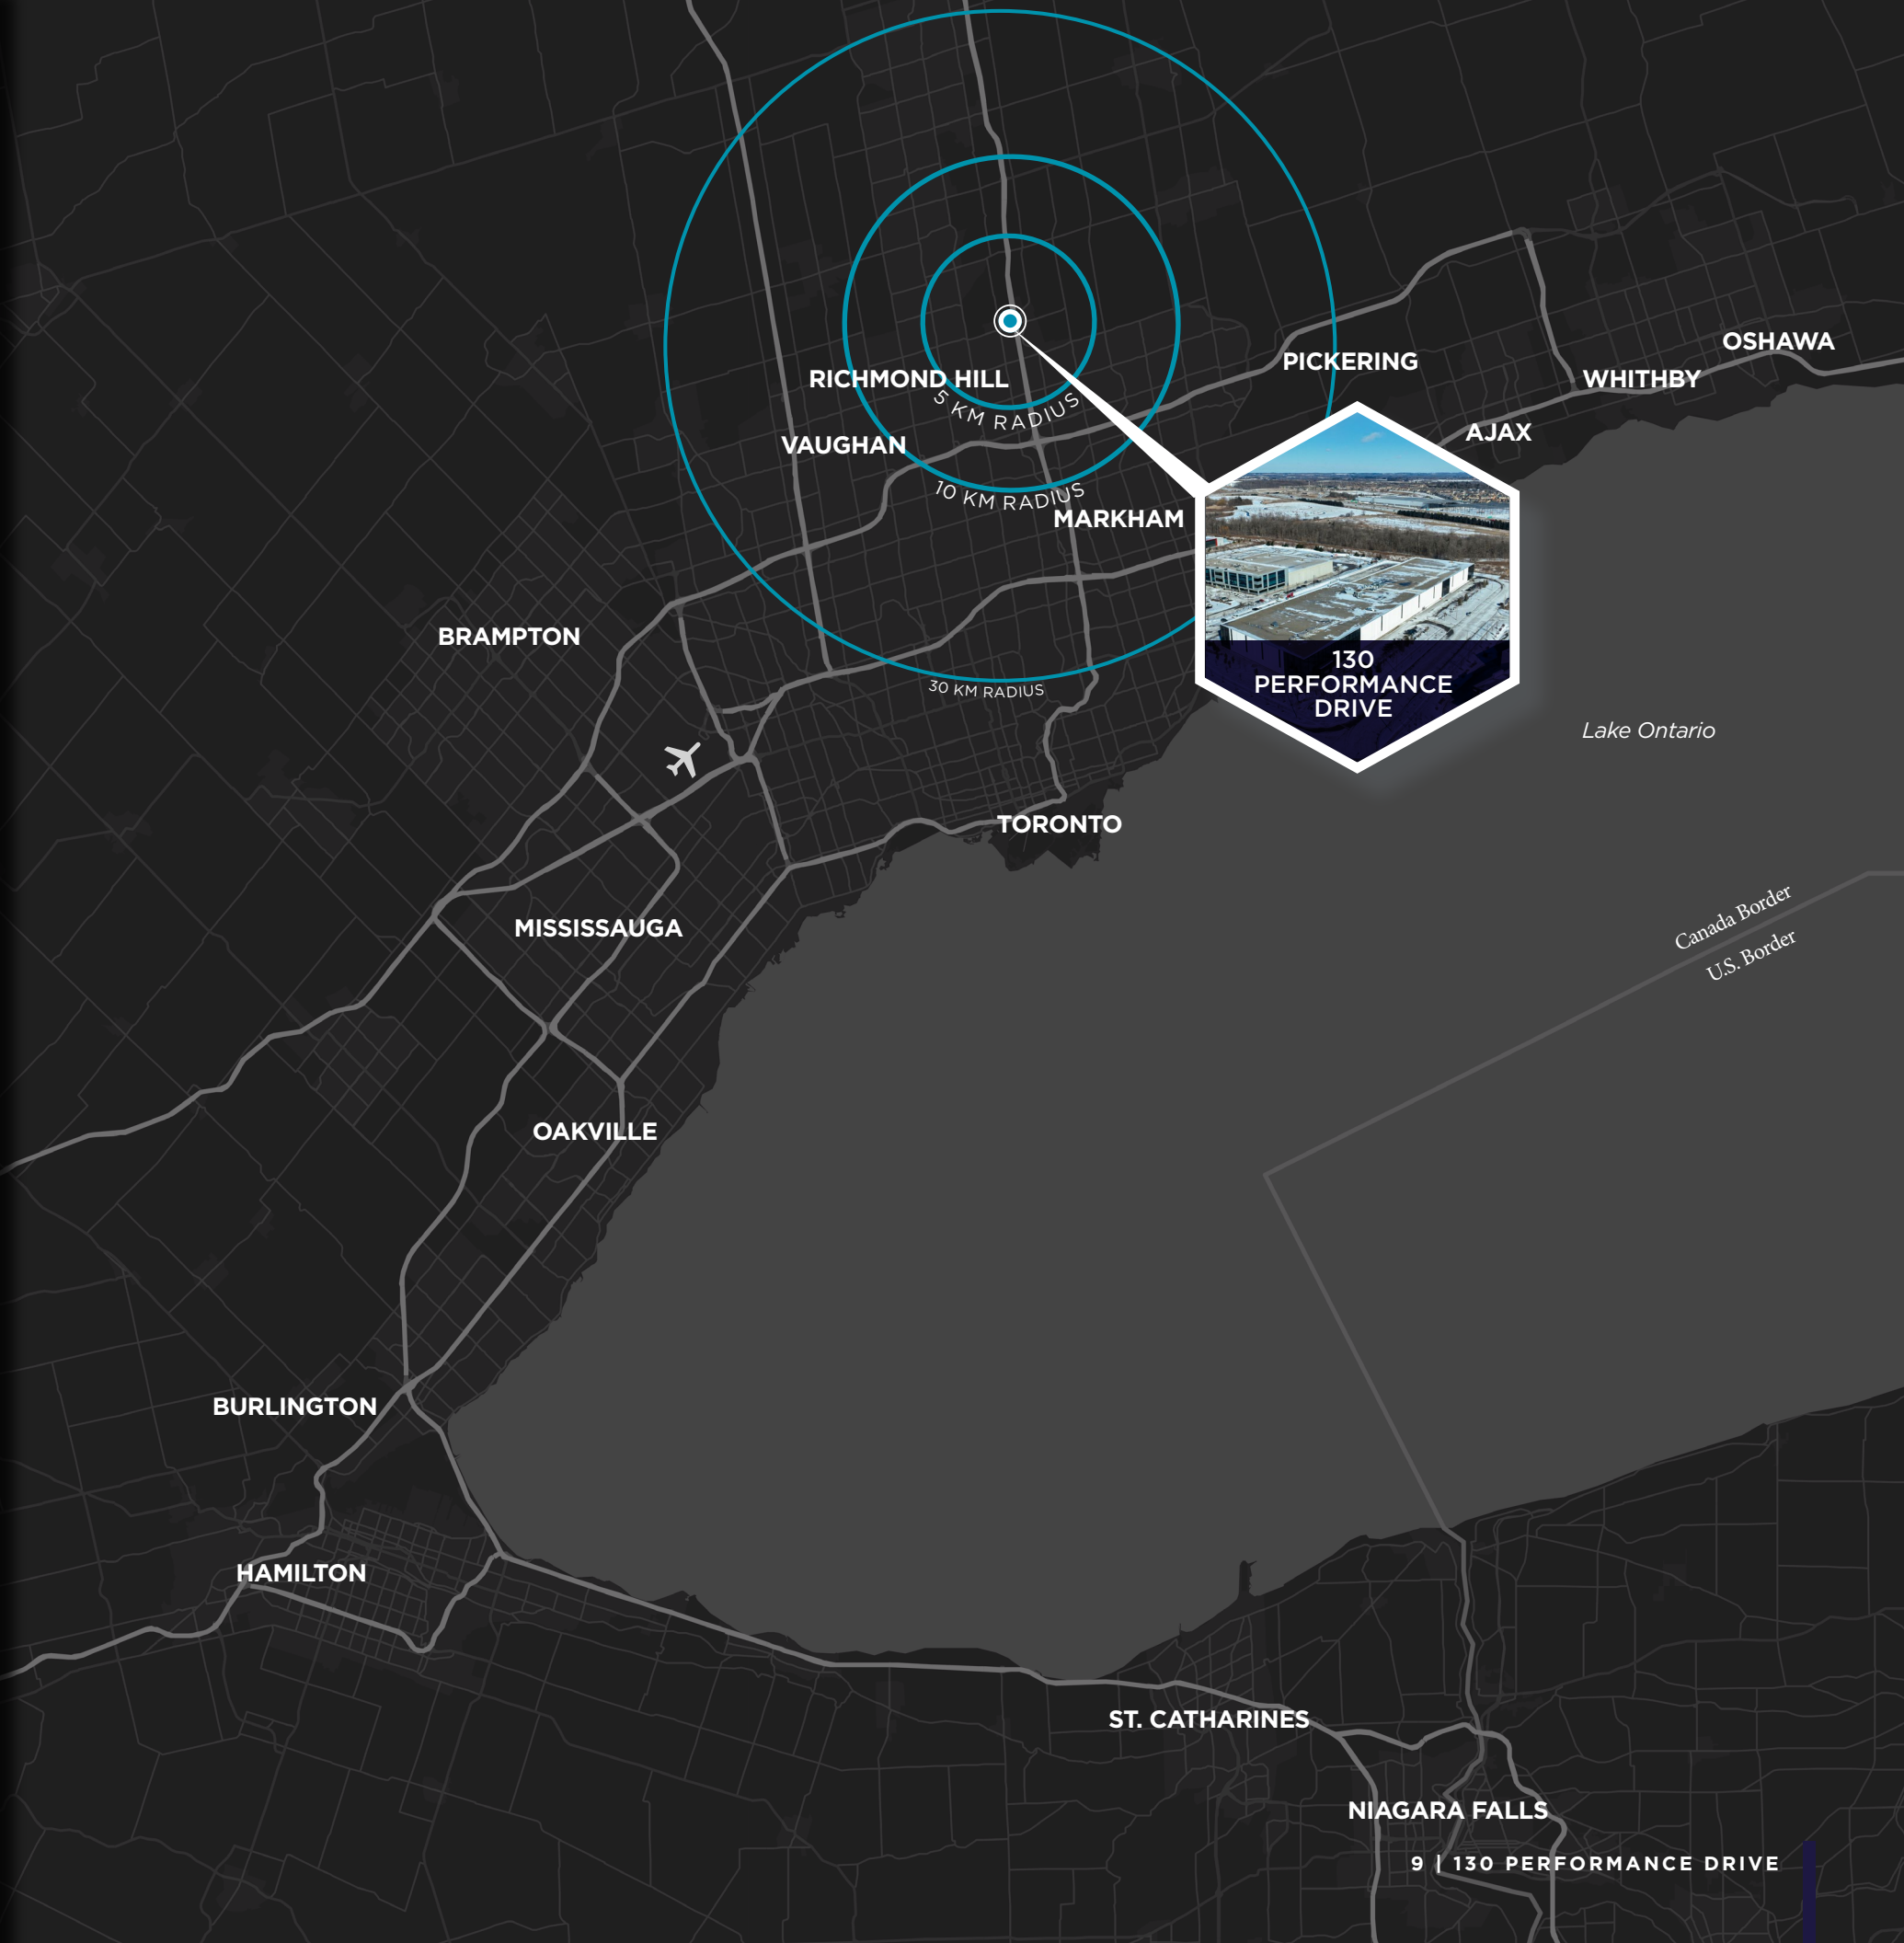 OSHAWA
PICKERING
WHITHBY
RICHMOND HILL
5 KM RADIUS
AJAX
VAUGHAN
10 KM RADIUS
MARKHAM
BRAMPTON
130
PERFORMANCE
DRIVE
30 KM RADIUS
Lake Ontario
TORONTO
Canada Border
MISSISSAUGA
U.S. Border
OAKVILLE
BURLINGTON
HAMILTON
ST. CATHARINES
NIAGARA FALLS
9 | 130 PERFORMANCE DRIVE